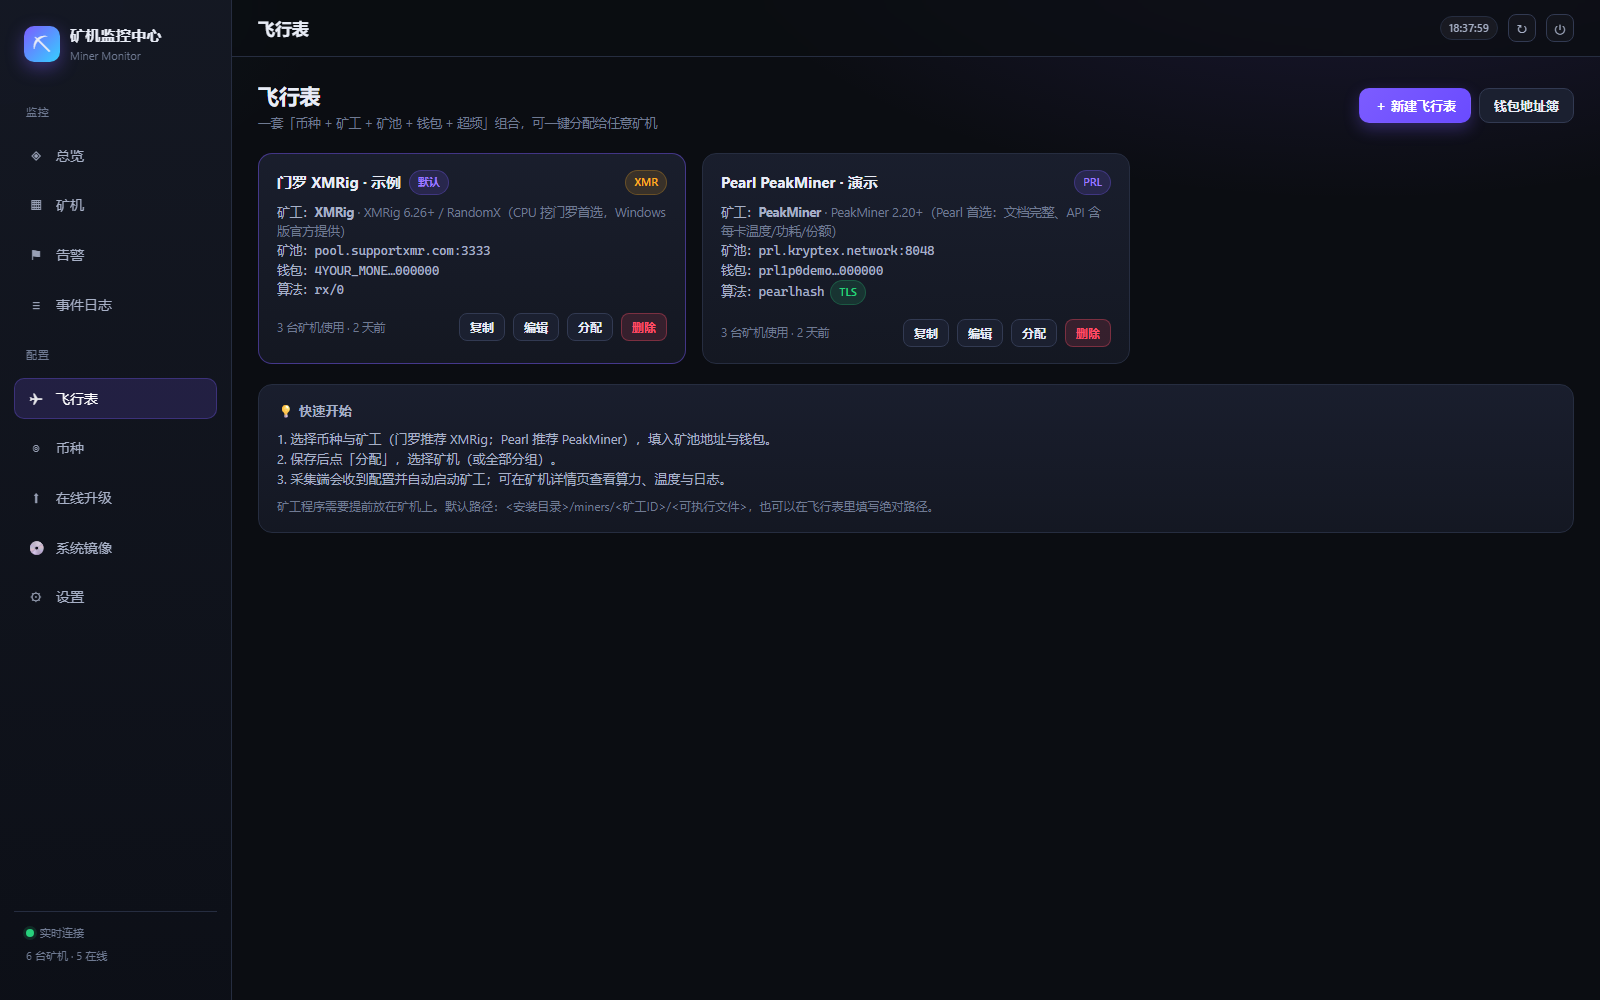 矿机监控中心
Miner Monitor
监控
总览
矿机
告警
事件日志
配置
飞行表
币种
在线升级
系统镜像
设置
实时连接
6 台矿机 · 5 在线
飞行表
18:37:59
飞行表
一套「币种 + 矿工 + 矿池 + 钱包 + 超频」组合，可一键分配给任意矿机
+ 新建飞行表
钱包地址簿
门罗 XMRig · 示例 默认 XMR
矿工：XMRig · XMRig 6.26+ / RandomX（CPU 挖门罗首选，Windows
版官方提供）
矿池：pool.supportxmr.com:3333
钱包：4YOUR_MONE…000000
算法：rx/0
3 台矿机使用 · 2 天前 复制 编辑 分配 删除
Pearl PeakMiner · 演示 PRL
矿工：PeakMiner · PeakMiner 2.20+（Pearl 首选：文档完整、API 含
每卡温度/功耗/份额）
矿池：prl.kryptex.network:8048
钱包：prl1p0demo…000000
算法：pearlhash TLS
3 台矿机使用 · 2 天前 复制 编辑 分配 删除
💡 快速开始
1. 选择币种与矿工（门罗推荐 XMRig；Pearl 推荐 PeakMiner），填入矿池地址与钱包。
2. 保存后点「分配」，选择矿机（或全部分组）。
3. 采集端会收到配置并自动启动矿工；可在矿机详情页查看算力、温度与日志。
矿工程序需要提前放在矿机上。默认路径：<安装目录>/miners/<矿工ID>/<可执行文件>，也可以在飞行表里填写绝对路径。